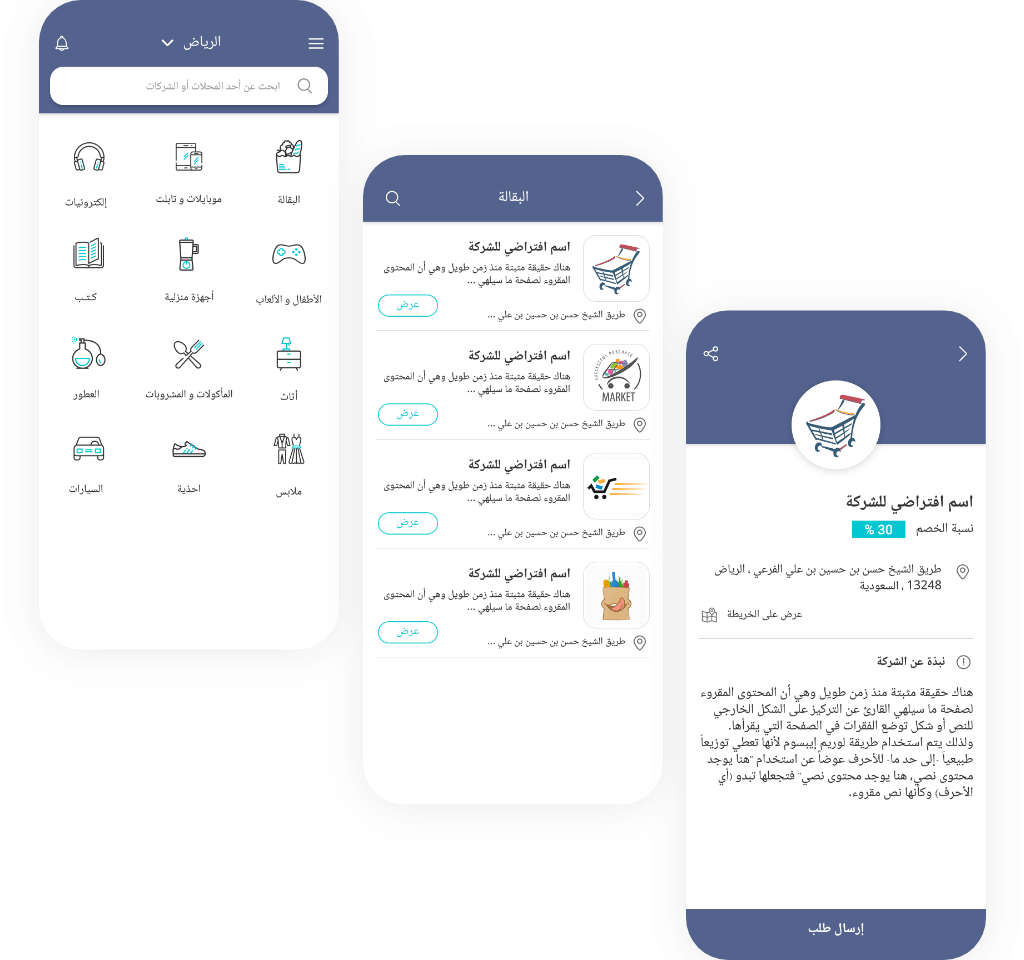 الرياض
ابحث عن أحد المحلات أو الشركات
البقالة
موبايلات و تابلت
إلكترونيات
الأطفال و الألعاب
أجهزة منزلية
كـتـب
أثاث
المأكولات و المشروبات
العطور
ملابس
احذية
السيارات
البقالة
اسم افتراضي للشركة
هناك حقيقة مثبتة منذ زمن طويل وهي أن المحتوى
المقروء لصفحة ما سيلهي ...
عرض
طريق الشيخ حسن بن حسين بن علي ...
اسم افتراضي للشركة
هناك حقيقة مثبتة منذ زمن طويل وهي أن المحتوى
المقروء لصفحة ما سيلهي ...
عرض
طريق الشيخ حسن بن حسين بن علي ...
SUCCESSFUL PURCHASE
MARKET
اسم افتراضي للشركة
هناك حقيقة مثبتة منذ زمن طويل وهي أن المحتوى
المقروء لصفحة ما سيلهي ...
عرض
طريق الشيخ حسن بن حسين بن علي ...
اسم افتراضي للشركة
هناك حقيقة مثبتة منذ زمن طويل وهي أن المحتوى
المقروء لصفحة ما سيلهي ...
عرض
طريق الشيخ حسن بن حسين بن علي ...
اسم افتراضي للشركة
نسبة الخصم 30 %
طريق الشيخ حسن بن حسين بن علي الفرعي ، الرياض
13248 ، السعودية
عرض على الخريطة
نبذة عن الشركة
هناك حقيقة مثبتة منذ زمن طويل وهي أن المحتوى المقروء
لصفحة ما سيلهي القارئ عن التركيز على الشكل الخارجي
للنص أو شكل توضع الفقرات في الصفحة التي يقرأها.
ولذلك يتم استخدام طريقة لوريم إيبسوم لأنها تعطي توزيعاَ
طبيعياَ -إلى حد ما- للأحرف عوضاً عن استخدام "هنا يوجد
محتوى نصي، هنا يوجد محتوى نصي" فتجعلها تبدو (أي
الأحرف) وكأنها نص مقروء.
إرسال طلب